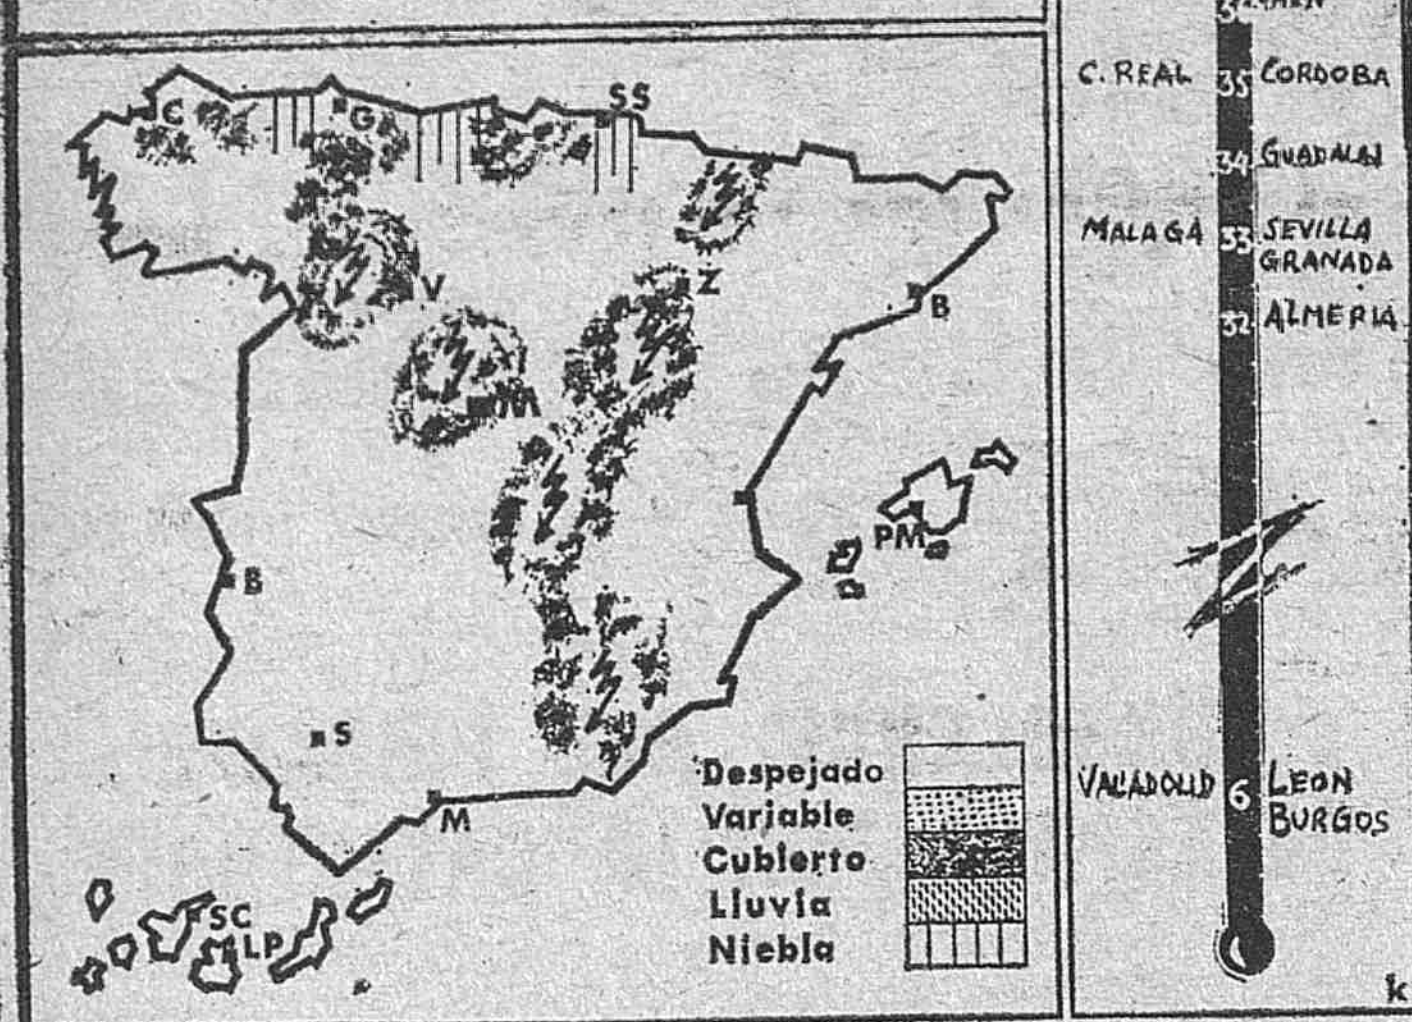 C
G
SS
V
Z
B
M
PM
B
S
M
SC
LP
Despejado
Variable
Cubierto
Lluvia
Niebla
C. REAL 35 CORDOBA
34 GUADALAJ
MALAGA 33 SEVILLA
GRANADA
32 ALMERIA
VALLADOLID 6 LEON
BURGOS
k